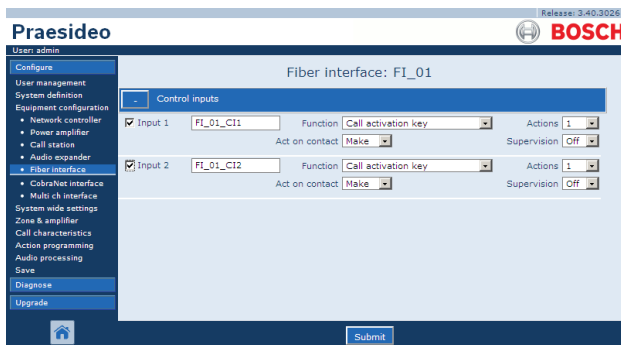 Release: 3.40.3026
Praesideo
BOSCH
User: admin
Configure
User management
System definition
Equipment configuration
• Network controller
• Power amplifier
• Call station
• Audio expander
• Fiber interface
• CobraNet interface
• Multi ch interface
System wide settings
Zone & amplifier
Call characteristics
Action programming
Audio processing
Save
Diagnose
Upgrade
Fiber interface: FI_01
- Control inputs
Input 1 FI_01_CI1 Function Call activation key Actions 1
Act on contact Make Supervision Off
Input 2 FI_01_CI2 Function Call activation key Actions 1
Act on contact Make Supervision Off
Submit